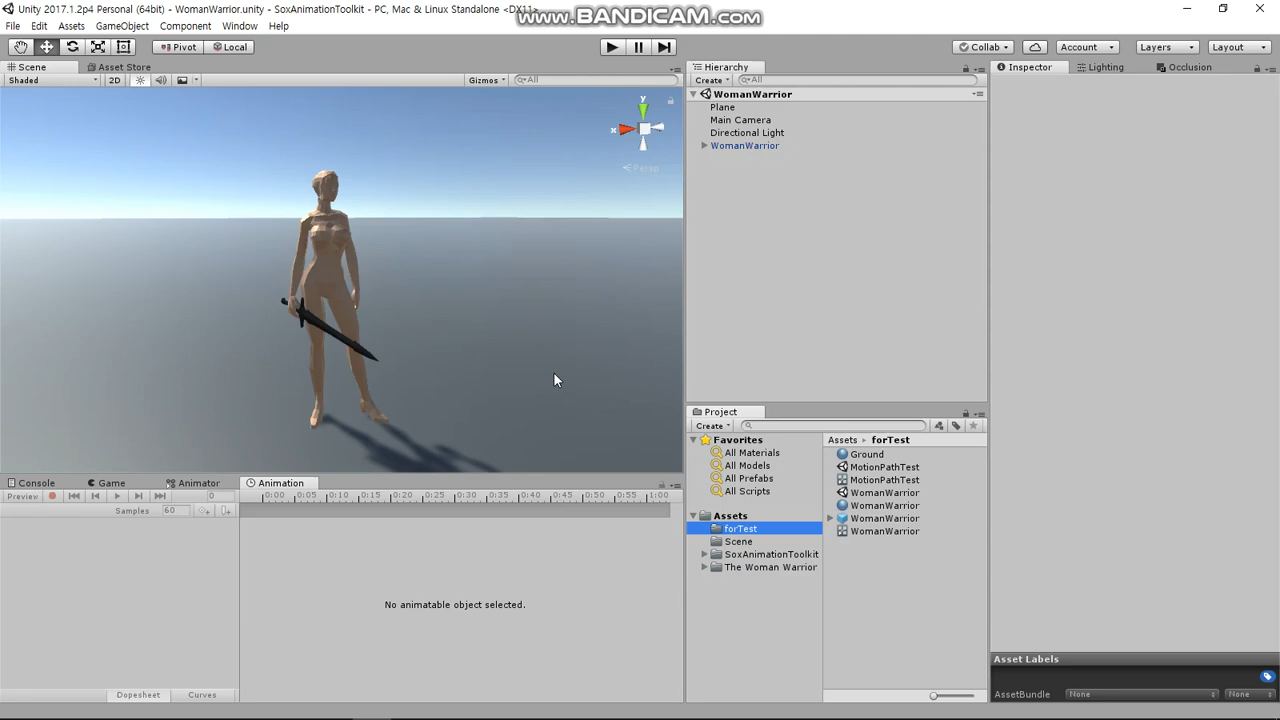 Unity 2017.1.2p4 Personal (64bit) - WomanWarrior.unity - SoxAnimationToolkit - PC, Mac & Linux Standalone <DX11>
www.BANDICAM.com
File Edit Assets GameObject Component Window Help
Pivot Local Collab Account Layers Layout
Scene Asset Store
Shaded 2D Gizmos All
y
x
Persp
Hierarchy
Create All
WomanWarrior
Plane
Main Camera
Directional Light
WomanWarrior
Inspector Lighting Occlusion
Project
Create
Favorites
All Materials
All Models
All Prefabs
All Scripts
Assets
forTest
Scene
SoxAnimationToolkit
The Woman Warrior
Assets forTest
Ground
MotionPathTest
MotionPathTest
WomanWarrior
WomanWarrior
WomanWarrior
WomanWarrior
Console Game Animator Animation
Preview 0 0:00 0:05 0:10 0:15 0:20 0:25 0:30 0:35 0:40 0:45 0:50 0:55 1:00
Samples 60
No animatable object selected.
Dopesheet Curves
Asset Labels
AssetBundle None None